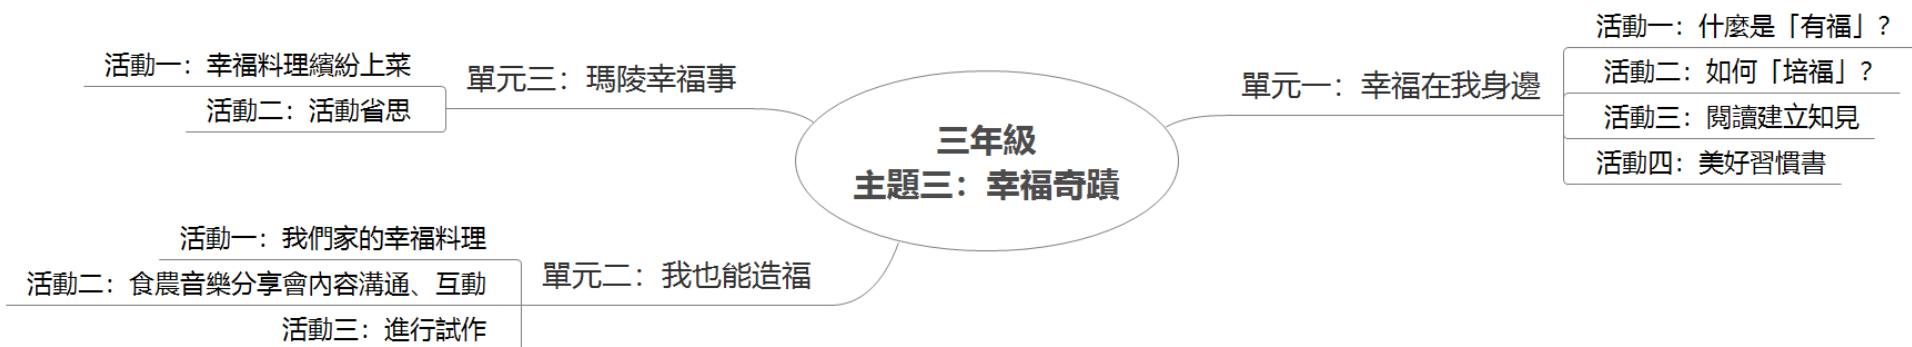 三年級
主題三：幸福奇蹟
單元一：幸福在我身邊
活動一：什麼是「有福」？
活動二：如何「培福」？
活動三：閱讀建立知見
活動四：美好習慣書
單元二：我也能造福
活動一：我們家的幸福料理
活動二：食農音樂分享會內容溝通、互動
活動三：進行試作
單元三：瑪陵幸福事
活動一：幸福料理繽紛上菜
活動二：活動省思